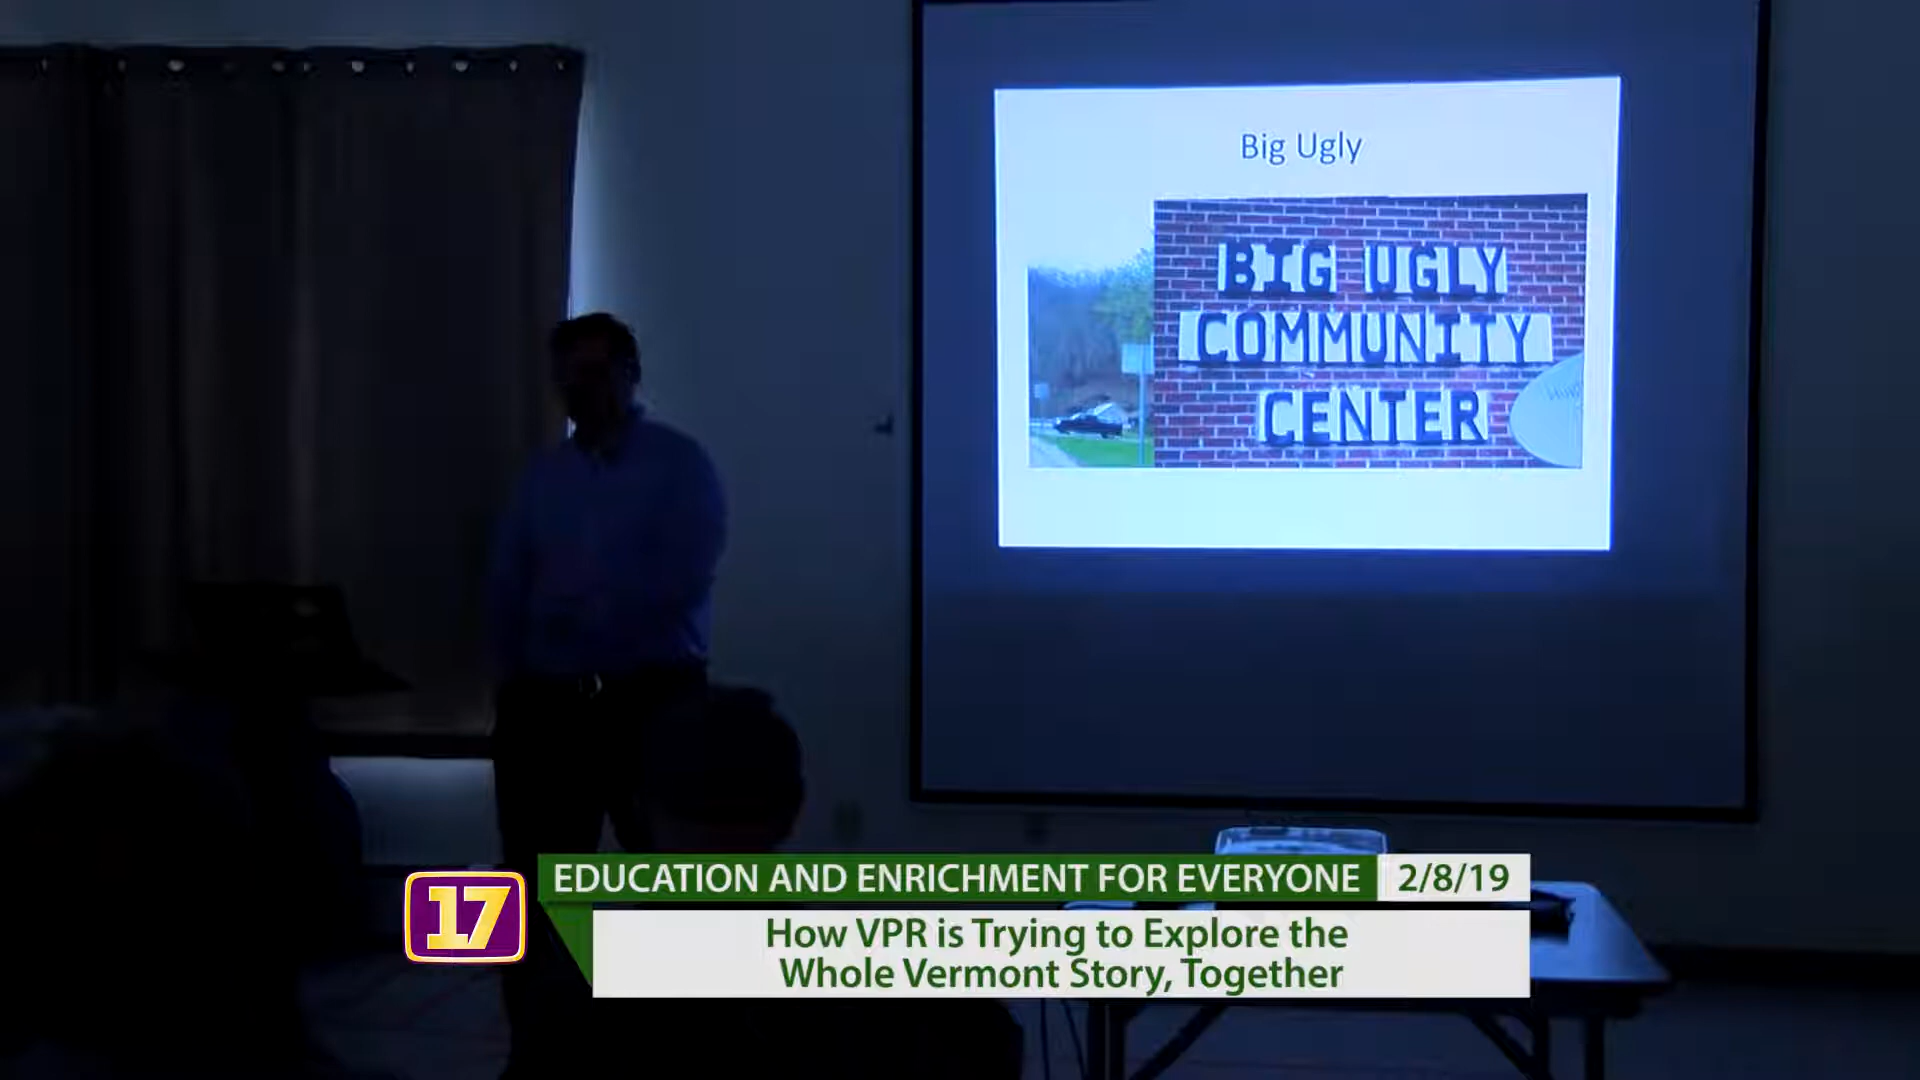 Big Ugly
BIG UGLY
COMMUNITY
CENTER
17
EDUCATION AND ENRICHMENT FOR EVERYONE
2/8/19
How VPR is Trying to Explore the
Whole Vermont Story, Together